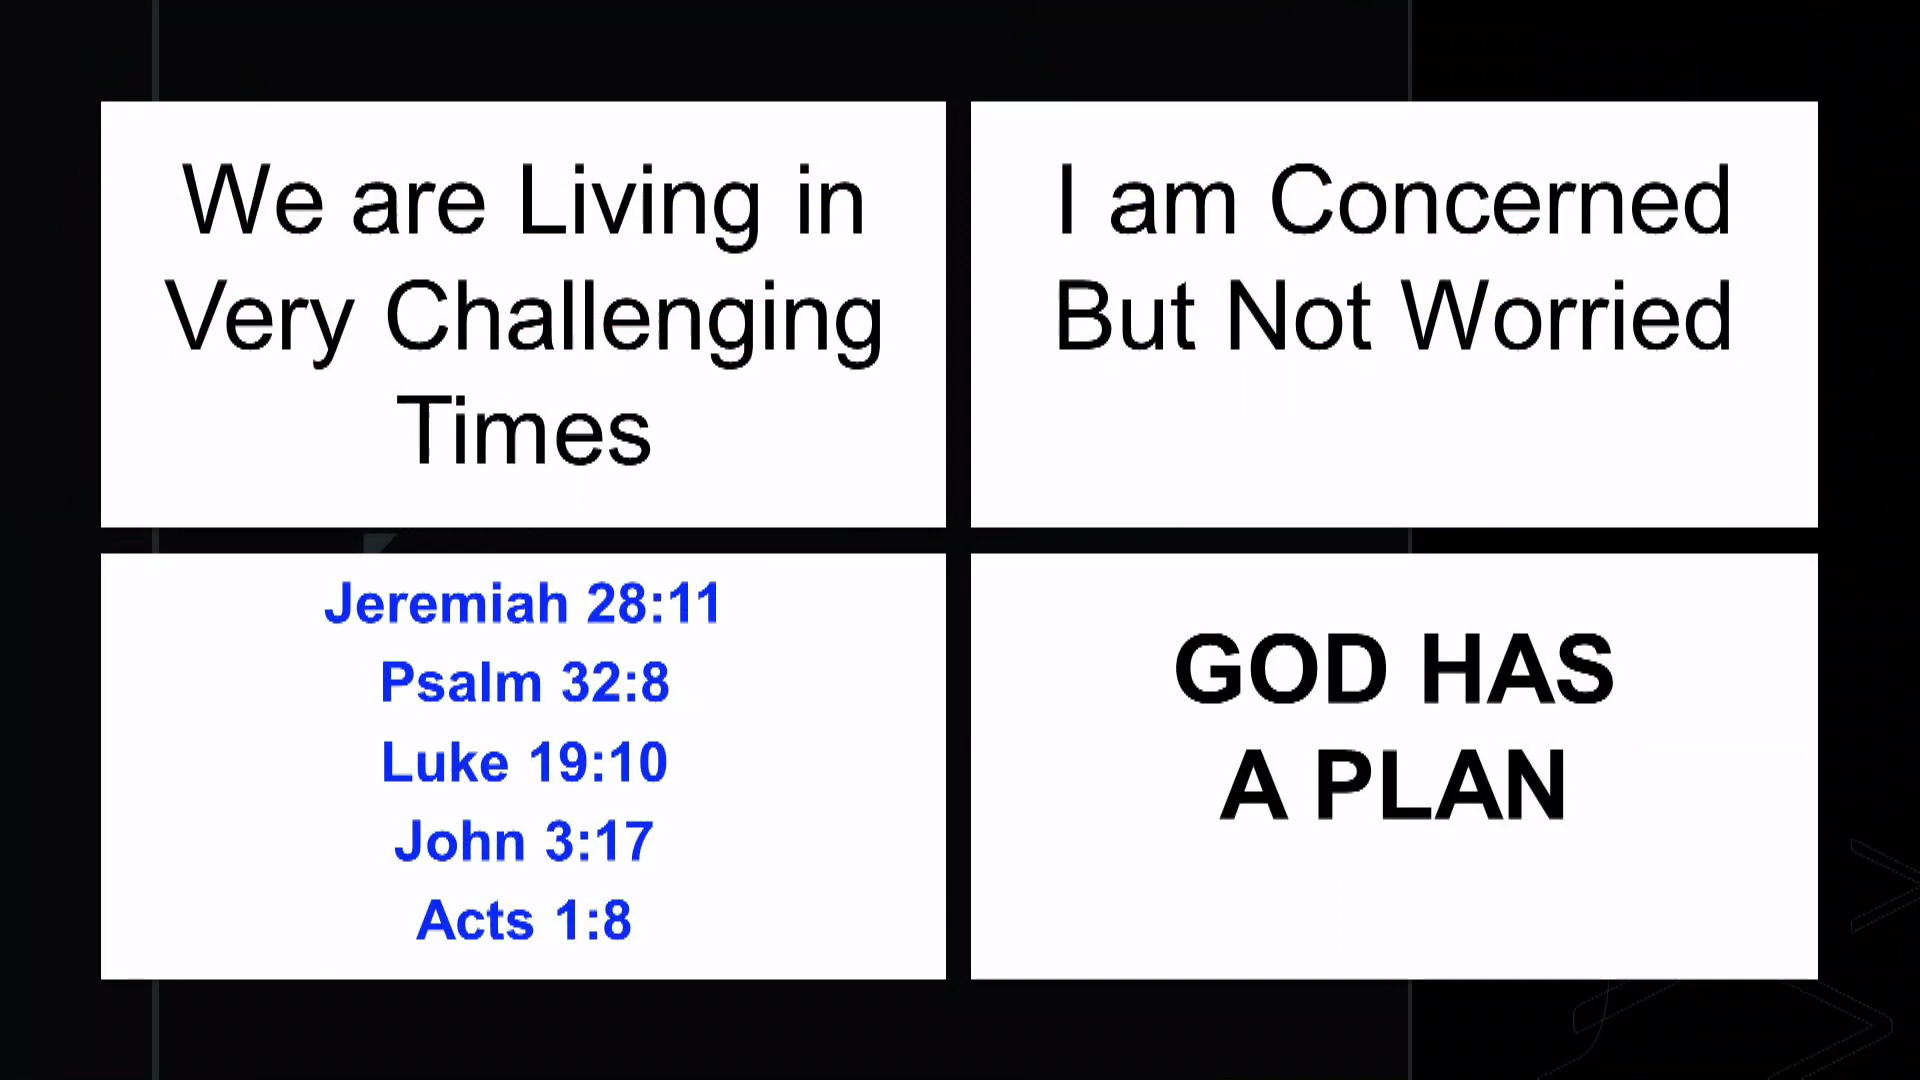 We are Living in
Very Challenging
Times
I am Concerned
But Not Worried
Jeremiah 28:11
Psalm 32:8
Luke 19:10
John 3:17
Acts 1:8
GOD HAS
A PLAN